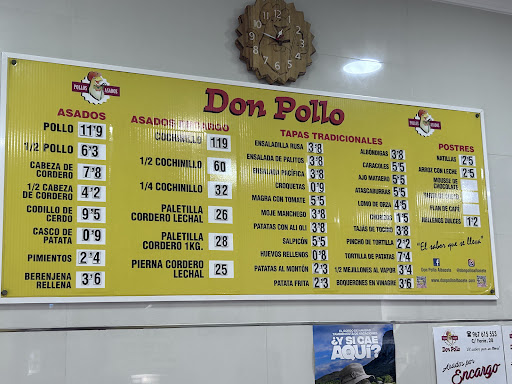 POLLOS ASADOS
Don Pollo
ASADOS
POLLO 11'9
1/2 POLLO 6'3
CABEZA DE CORDERO 7'8
1/2 CABEZA DE CORDERO 4'2
CODILLO DE CERDO 9'5
CASCO DE PATATA 0'9
PIMIENTOS 2'4
BERENJENA RELLENA 3'6
COCHINILLO 119
1/2 COCHINILLO 60
1/4 COCHINILLO 32
PALETILLA CORDERO LECHAL 26
PALETILLA CORDERO 1KG. 28
PIERNA CORDERO LECHAL 25
TAPAS TRADICIONALES
ENSALADILLA RUSA 3'8
ENSALADA DE PALITOS 3'8
ENSALADA PACÍFICA 3'8
CROQUETAS 0'9
MAGRA CON TOMATE 5'5
MOJE MANCHEGO 3'8
PATATAS CON ALI OLI 3'8
SALPICÓN 5'5
HUEVOS RELLENOS 0'8
PATATAS AL MONTÓN 2'3
PATATA FRITA 2'3
ALBÓNDIGAS 3'8
CARACOLES 5'5
AJO MATAERO 5'5
ATASCABURRAS 5'5
LOMO DE ORZA 4'5
1'5
TAJAS DE TOCINO 3'8
PINCHO DE TORTILLA 2'2
TORTILLA DE PATATAS 7'4
1/2 MEJILLONES AL VAPOR 3'4
BOQUERONES EN VINAGRE 3'6
POSTRES
NATILLAS 2'5
ARROZ CON LECHE 2'5
MOUSSE DE CHOCOLATE
FLAN DE CAFÉ
RELLENOS DULCES 1'2
"El sabor que se lleva"
Don Pollo Albacete
¿Y SI CAE
AQUÍ?
967 615 553
Don Pollo
Asados por
Encargo